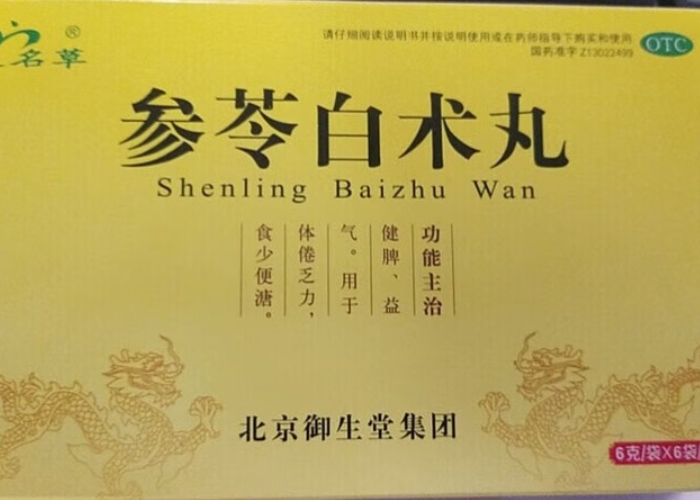 名草
®
请仔细阅读说明书并按说明使用或在药师指导下购买和使用
国药准字Z13022499
OTC
参苓白术丸
Shenling Baizhu Wan
功能主治
健脾、益
气。用于
体倦乏力，
食少便溏。
北京御生堂集团
6克/袋X6袋/